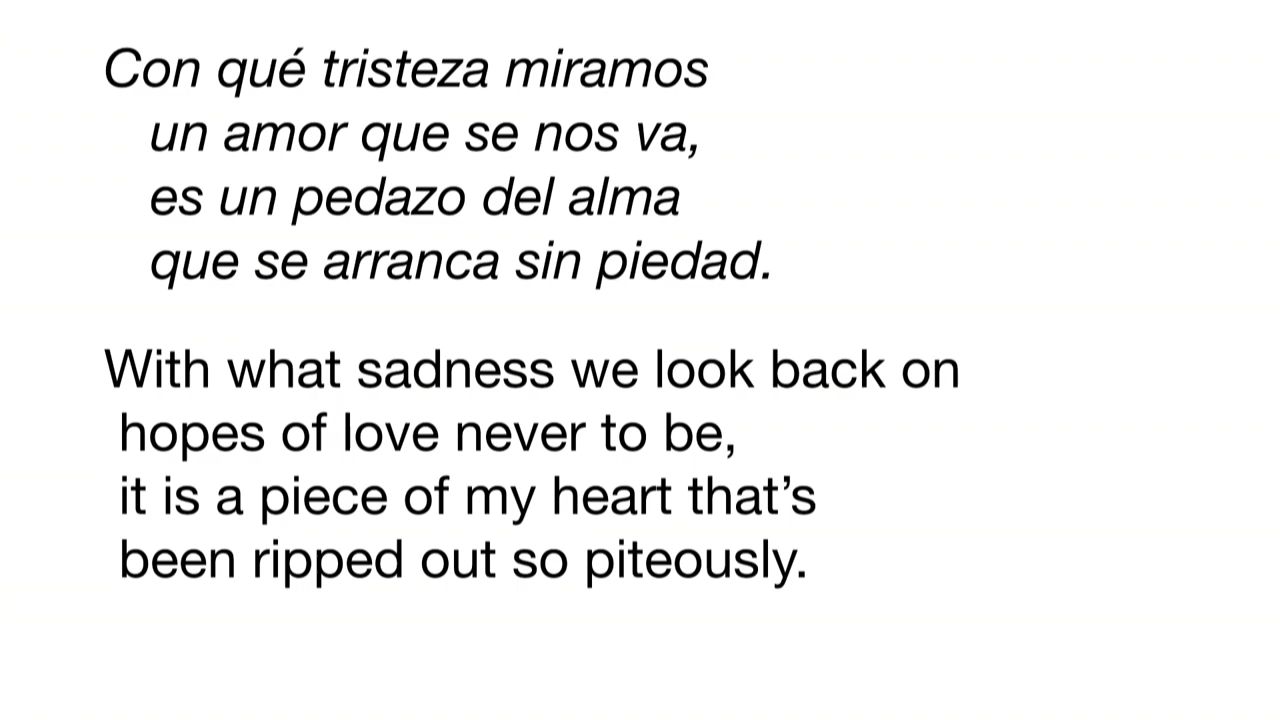 Con qué tristeza miramos
un amor que se nos va,
es un pedazo del alma
que se arranca sin piedad.
With what sadness we look back on
hopes of love never to be,
it is a piece of my heart that’s
been ripped out so piteously.